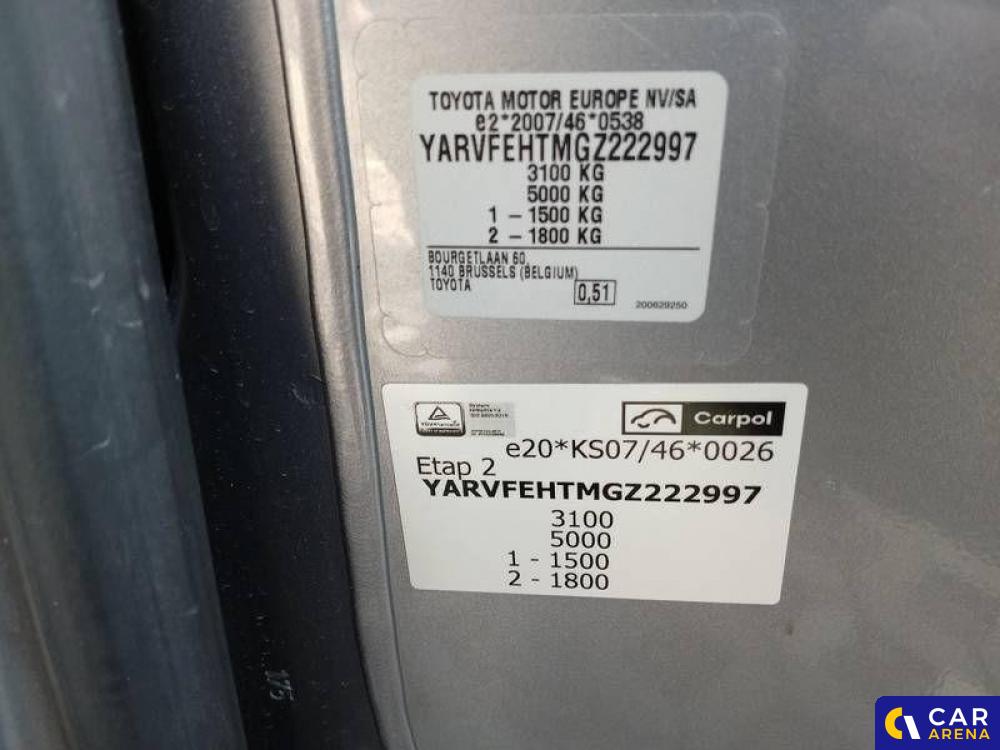 TOYOTA MOTOR EUROPE NV/SA
e2*2007/46*0538
YARVFEHTMGZ222997
3100 KG
5000 KG
1 - 1500 KG
2 - 1800 KG
BOURGETLAAN 60,
1140 BRUSSELS (BELGIUM)
TOYOTA
0,51
200629250
Carpol
e20*KS07/46*0026
Etap 2
YARVFEHTMGZ222997
3100
5000
1 - 1500
2 - 1800
175
CAR
ARENA